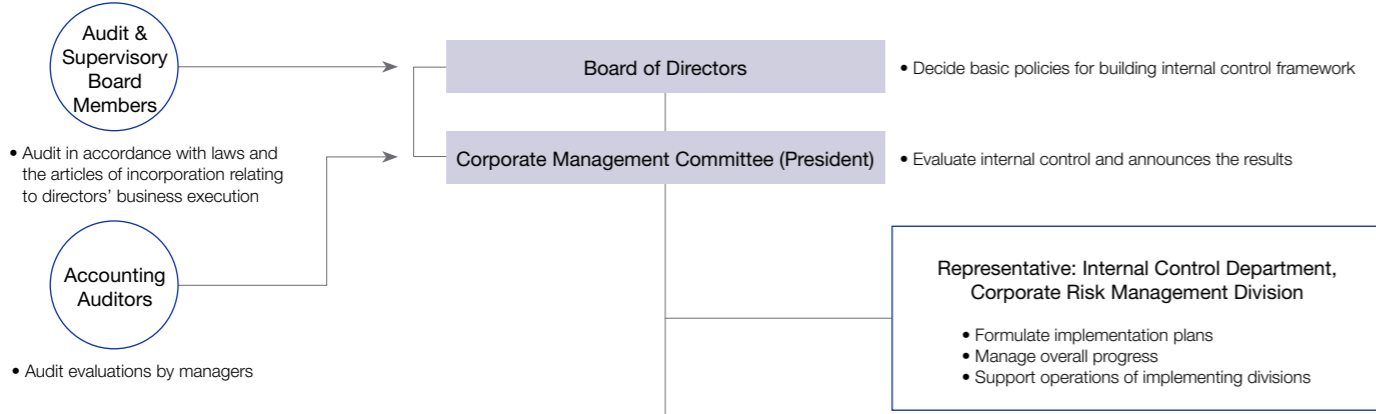 Audit &
Supervisory
Board
Members
• Audit in accordance with laws and
the articles of incorporation relating
to directors’ business execution
Accounting
Auditors
• Audit evaluations by managers
Board of Directors
• Decide basic policies for building internal control framework
Corporate Management Committee (President)
• Evaluate internal control and announces the results
Representative: Internal Control Department,
Corporate Risk Management Division
• Formulate implementation plans
• Manage overall progress
• Support operations of implementing divisions